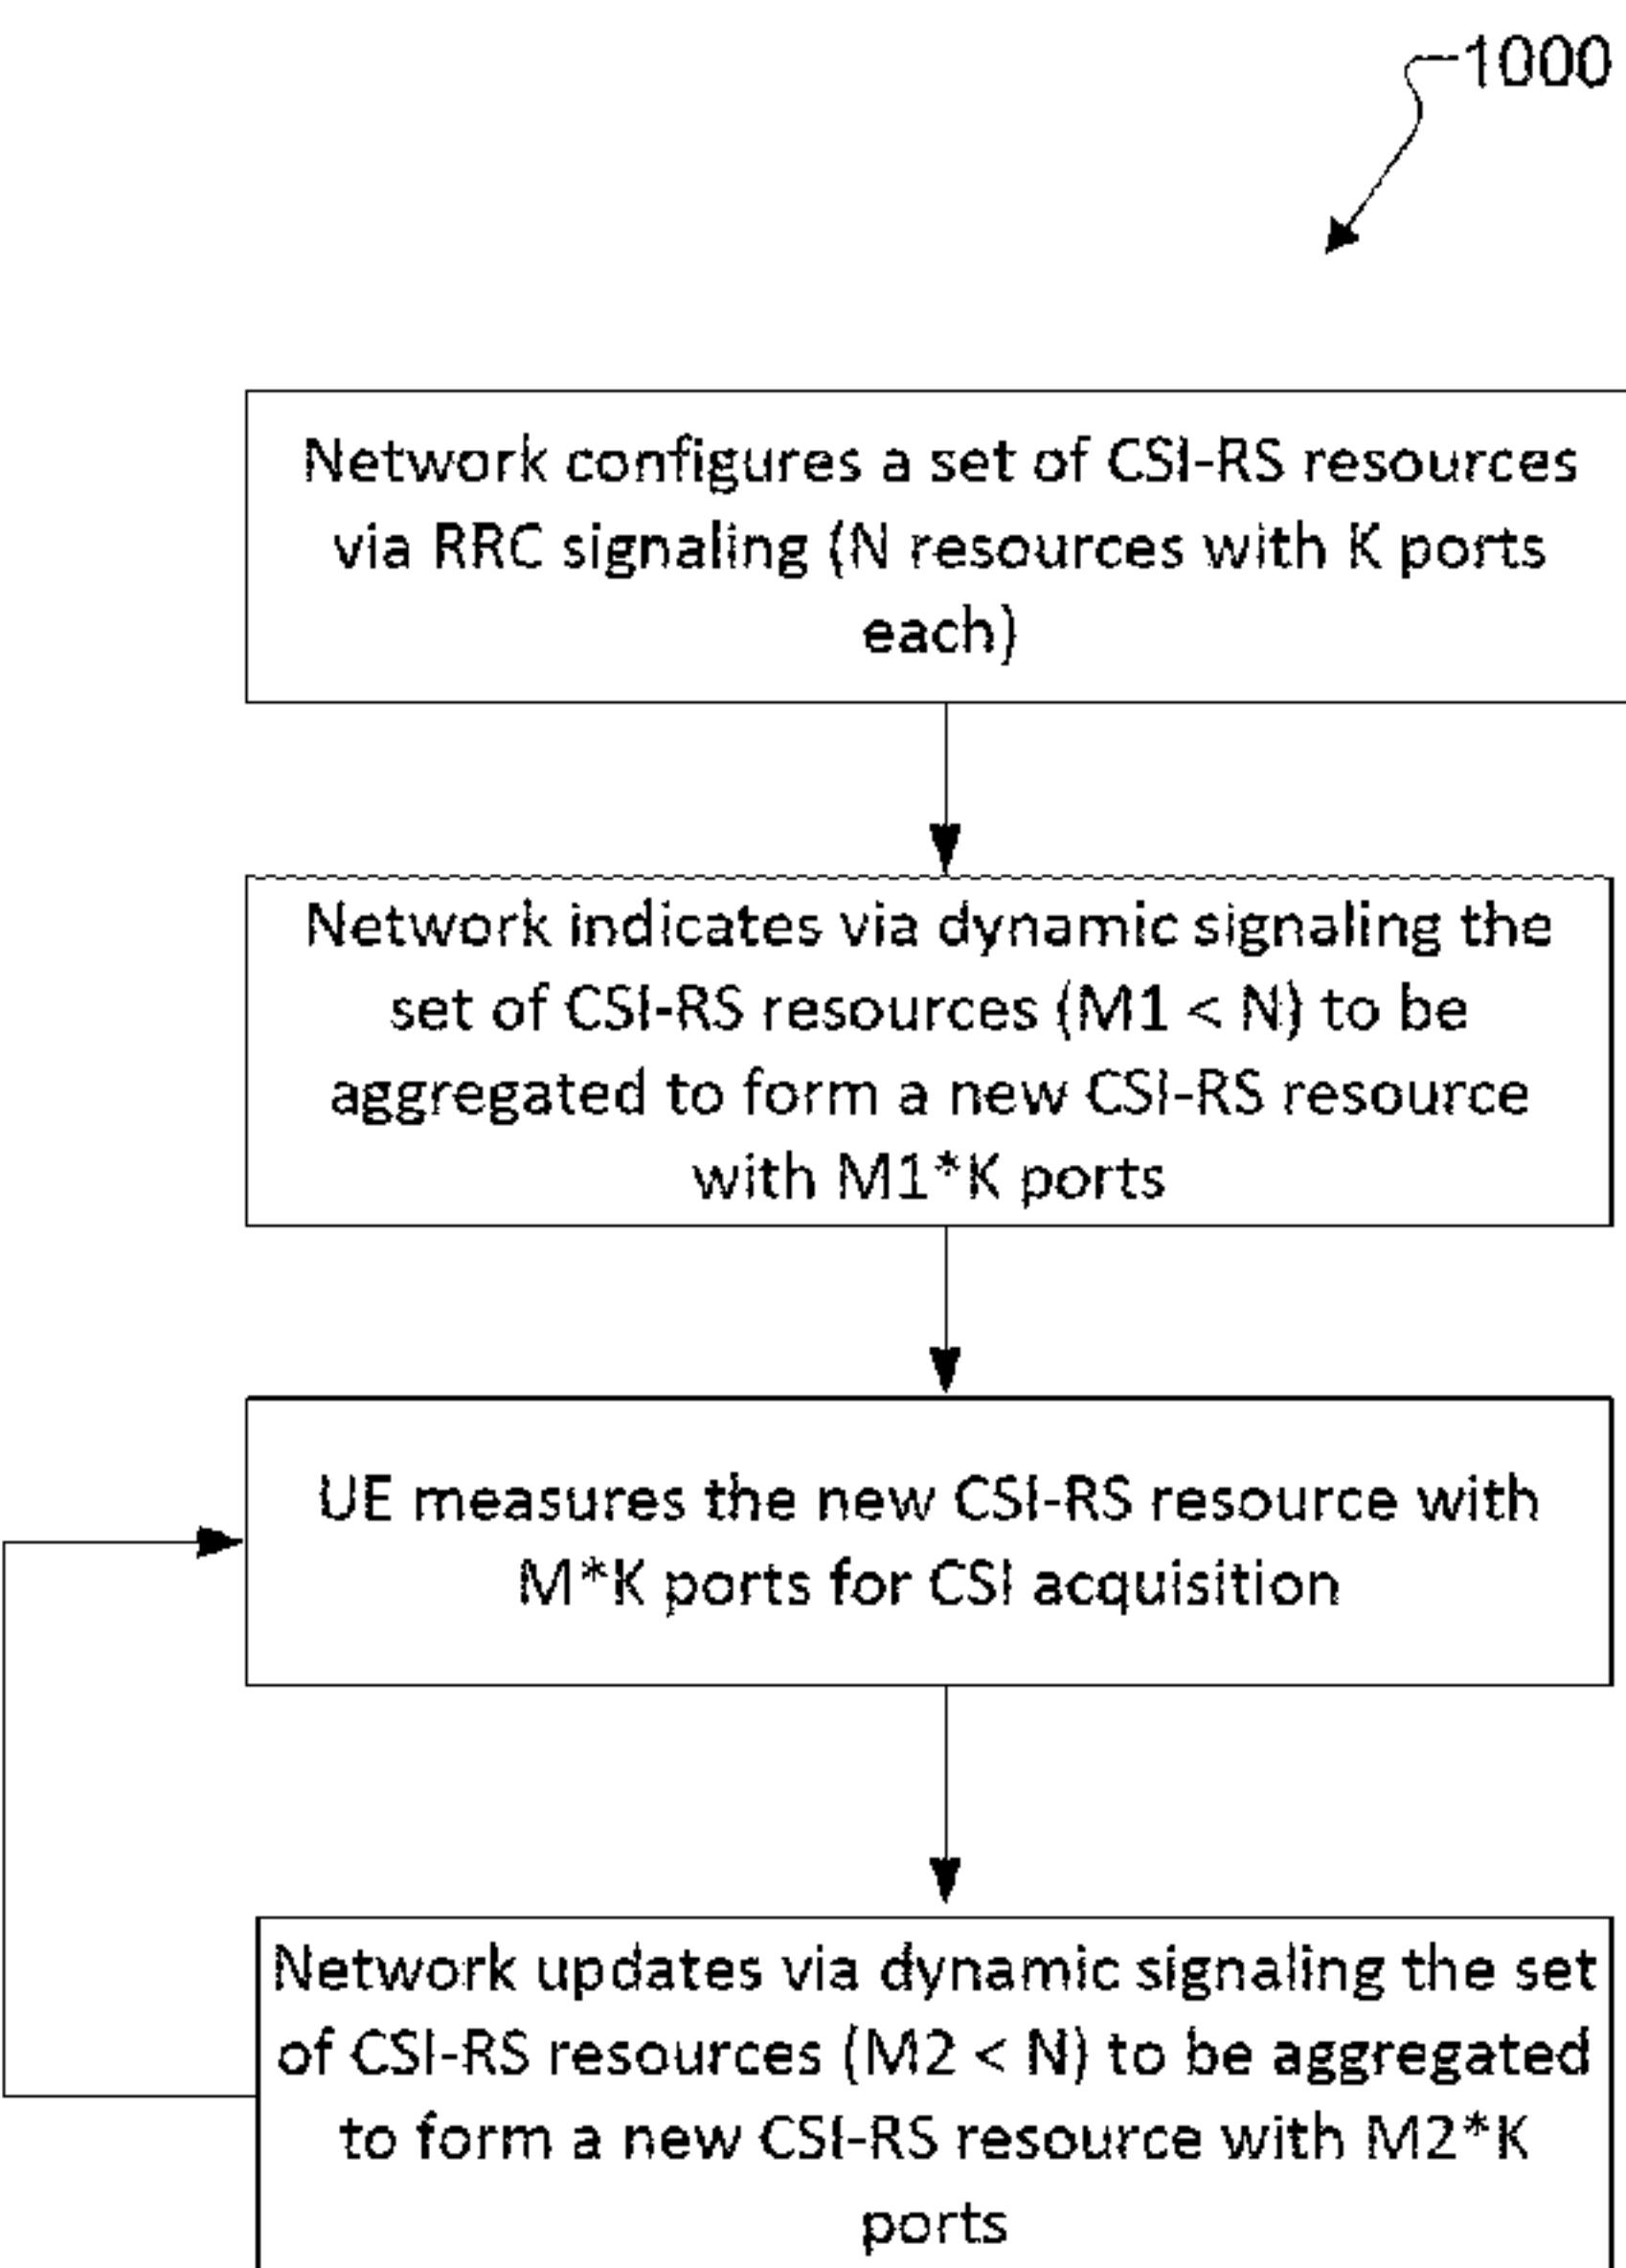 1000
Network configures a set of CSI-RS resources
via RRC signaling (N resources with K ports
each)
Network indicates via dynamic signaling the
set of CSI-RS resources (M1 < N) to be
aggregated to form a new CSI-RS resource
with M1*K ports
UE measures the new CSI-RS resource with
M*K ports for CSI acquisition
Network updates via dynamic signaling the set
of CSI-RS resources (M2 < N) to be aggregated
to form a new CSI-RS resource with M2*K
ports